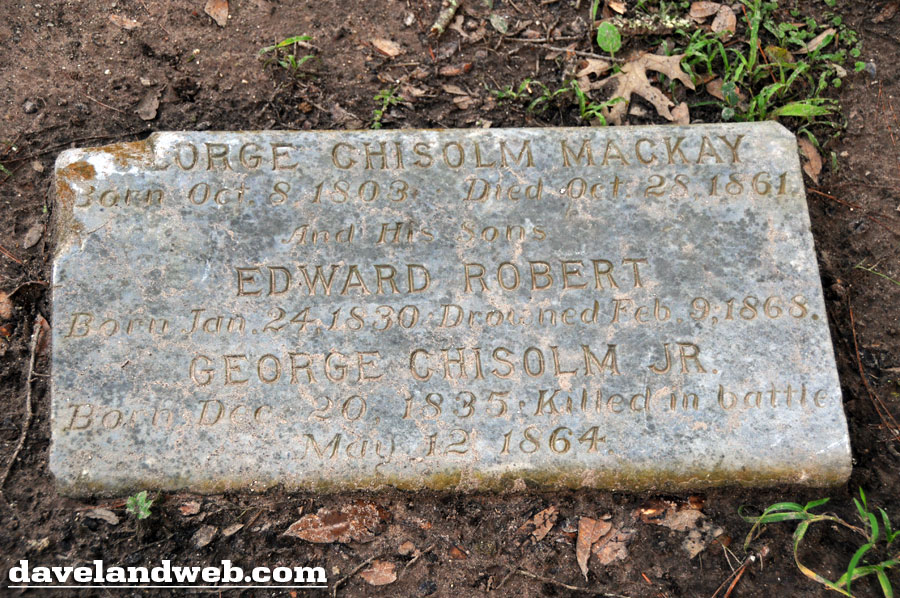 EORGE CHISOLM MACKAY
Born Oct. 8, 1803: Died Oct. 28, 1861.
And His Sons
EDWARD ROBERT
Born Jan. 24, 1830: Drowned Feb. 9, 1868.
GEORGE CHISOLM JR.
Born, Dec. 20, 1835: Killed in battle
May 12, 1864.
davelandweb.com